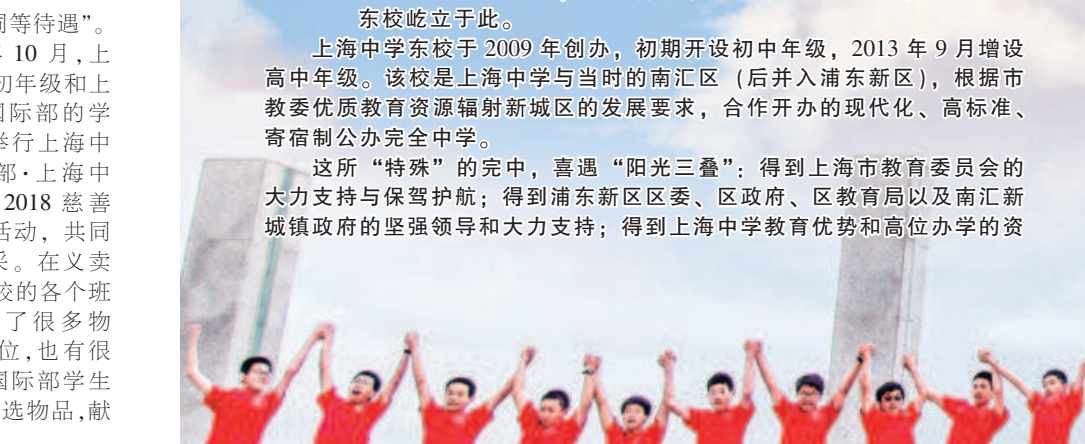 同等待遇”。
10 月,上
初年级和上
国际部的学
举行上海中
部·上海中
2018 慈善
活动，共同
采。在义卖
校的各个班
了很多物
位,也有很
国际部学生
选物品,献
东校屹立于此。
上海中学东校于 2009 年创办，初期开设初中年级，2013 年 9 月增设
高中年级。该校是上海中学与当时的南汇区（后并入浦东新区），根据市
教委优质教育资源辐射新城区的发展要求，合作开办的现代化、高标准、
寄宿制公办完全中学。
这所“特殊”的完中，喜遇“阳光三叠”：得到上海市教育委员会的
大力支持与保驾护航；得到浦东新区区委、区政府、区教育局以及南汇新
城镇政府的坚强领导和大力支持；得到上海中学教育优势和高位办学的资